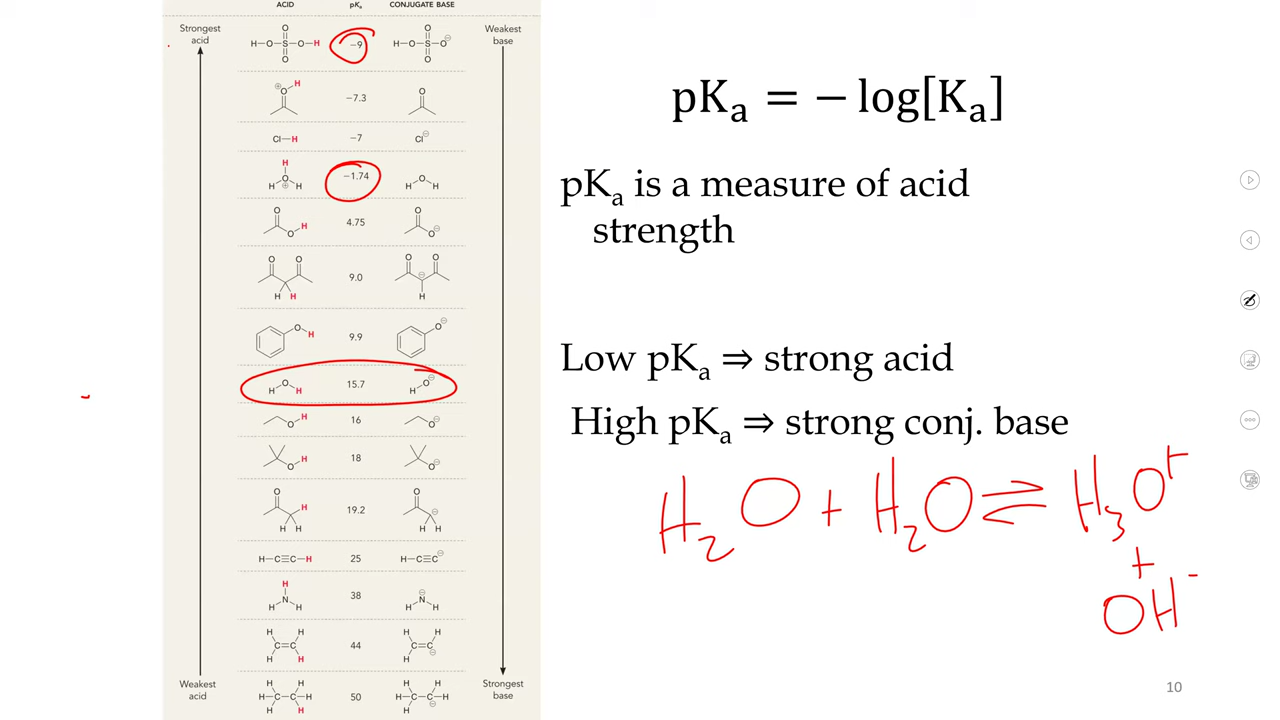 ACID pKa CONJUGATE BASE
Strongest acid
Weakest base
H—O—S—O—H O O −9 H—O—S—O⊖ O O
⊕O H −7.3 O
Cl—H −7 Cl⊖
H H O⊕ H −1.74 H O H
O O H 4.75 O O⊖
O O H H 9.0 O O ⊖ H
O H 9.9 O⊖
H O H 15.7 H O⊖
O H 16 O⊖
O H 18 O⊖
O H H H 19.2 O ⊖ H H
H—C≡C—H 25 H—C≡C⊖
H N H H 38 ⊖N H H
H H C=C H H 44 H H C=C H ⊖
H H H—C—C—H H H 50 H H H—C—C—H H ⊖
Weakest acid
Strongest base
pKa = − log[Ka]
pKa is a measure of acid
strength
Low pKa ⇒ strong acid
High pKa ⇒ strong conj. base
H2O + H2O ⇌ H3O+
+
OH-
10